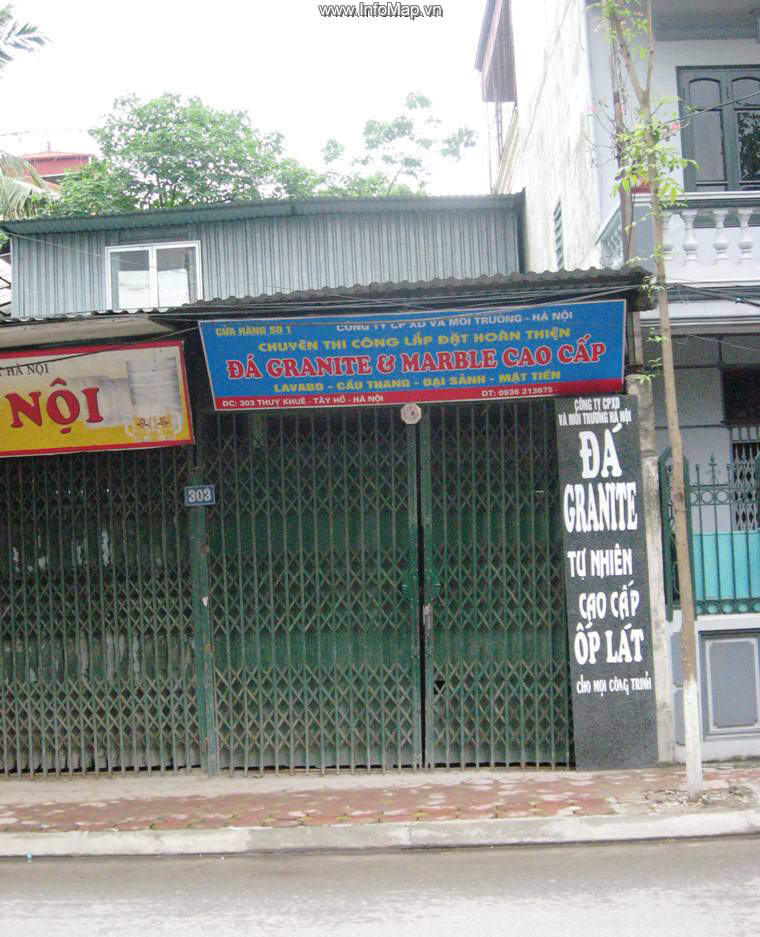 www.InfoMap.vn
CỬA HÀNG SỐ 1
CÔNG TY CP XD VÀ MÔI TRƯỜNG - HÀ NỘI
CHUYÊN THI CÔNG LẮP ĐẶT HOÀN THIỆN
ĐÁ GRANITE & MARBLE CAO CẤP
LAVABO - CẦU THANG - ĐẠI SẢNH - MẶT TIỀN
ĐC: 303 THỤY KHUÊ - TÂY HỒ - HÀ NỘI
ĐT: 0936 213675
HÀ NỘI
NỘI
303
CÔNG TY CPXD
VÀ MÔI TRƯỜNG HÀ NỘI
ĐÁ
GRANITE
TỰ NHIÊN
CAO CẤP
ỐP LÁT
CHO MỌI CÔNG TRÌNH